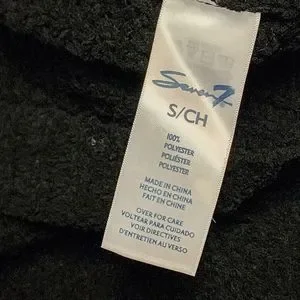 Seven7
S/CH
100%
POLYESTER
POLIÉSTER
POLYESTER
MADE IN CHINA
HECHO EN CHINA
FAIT EN CHINE
OVER FOR CARE
VOLTEAR PARA CUIDADO
VOIR DIRECTIVES
D'ENTRETIEN AU VERSO